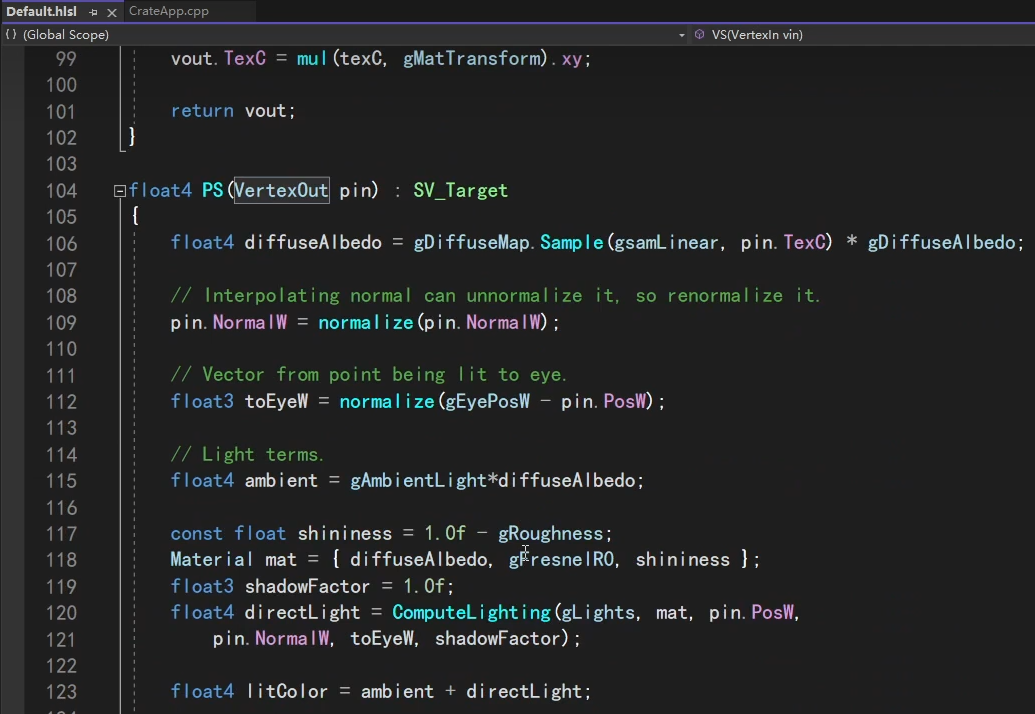 Default.hlsl CrateApp.cpp
{} (Global Scope) VS(VertexIn vin)
99 vout.TexC = mul(texC, gMatTransform).xy;
100
101 return vout;
102 }
103
104 float4 PS(VertexOut pin) : SV_Target
105 {
106 float4 diffuseAlbedo = gDiffuseMap.Sample(gsamLinear, pin.TexC) * gDiffuseAlbedo;
107
108 // Interpolating normal can unnormalize it, so renormalize it.
109 pin.NormalW = normalize(pin.NormalW);
110
111 // Vector from point being lit to eye.
112 float3 toEyeW = normalize(gEyePosW - pin.PosW);
113
114 // Light terms.
115 float4 ambient = gAmbientLight*diffuseAlbedo;
116
117 const float shininess = 1.0f - gRoughness;
118 Material mat = { diffuseAlbedo, gFresnelR0, shininess };
119 float3 shadowFactor = 1.0f;
120 float4 directLight = ComputeLighting(gLights, mat, pin.PosW,
121 pin.NormalW, toEyeW, shadowFactor);
122
123 float4 litColor = ambient + directLight;